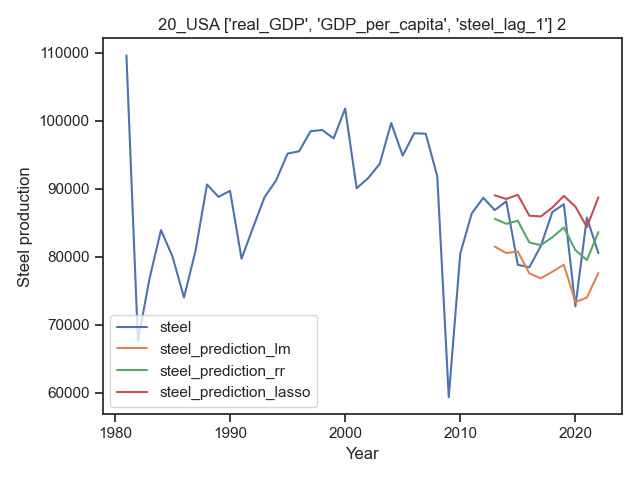 20_USA ['real_GDP', 'GDP_per_capita', 'steel_lag_1'] 2
110000
100000
90000
80000
70000
60000
Steel production
steel
steel_prediction_lm
steel_prediction_rr
steel_prediction_lasso
1980
1990
2000
2010
2020
Year